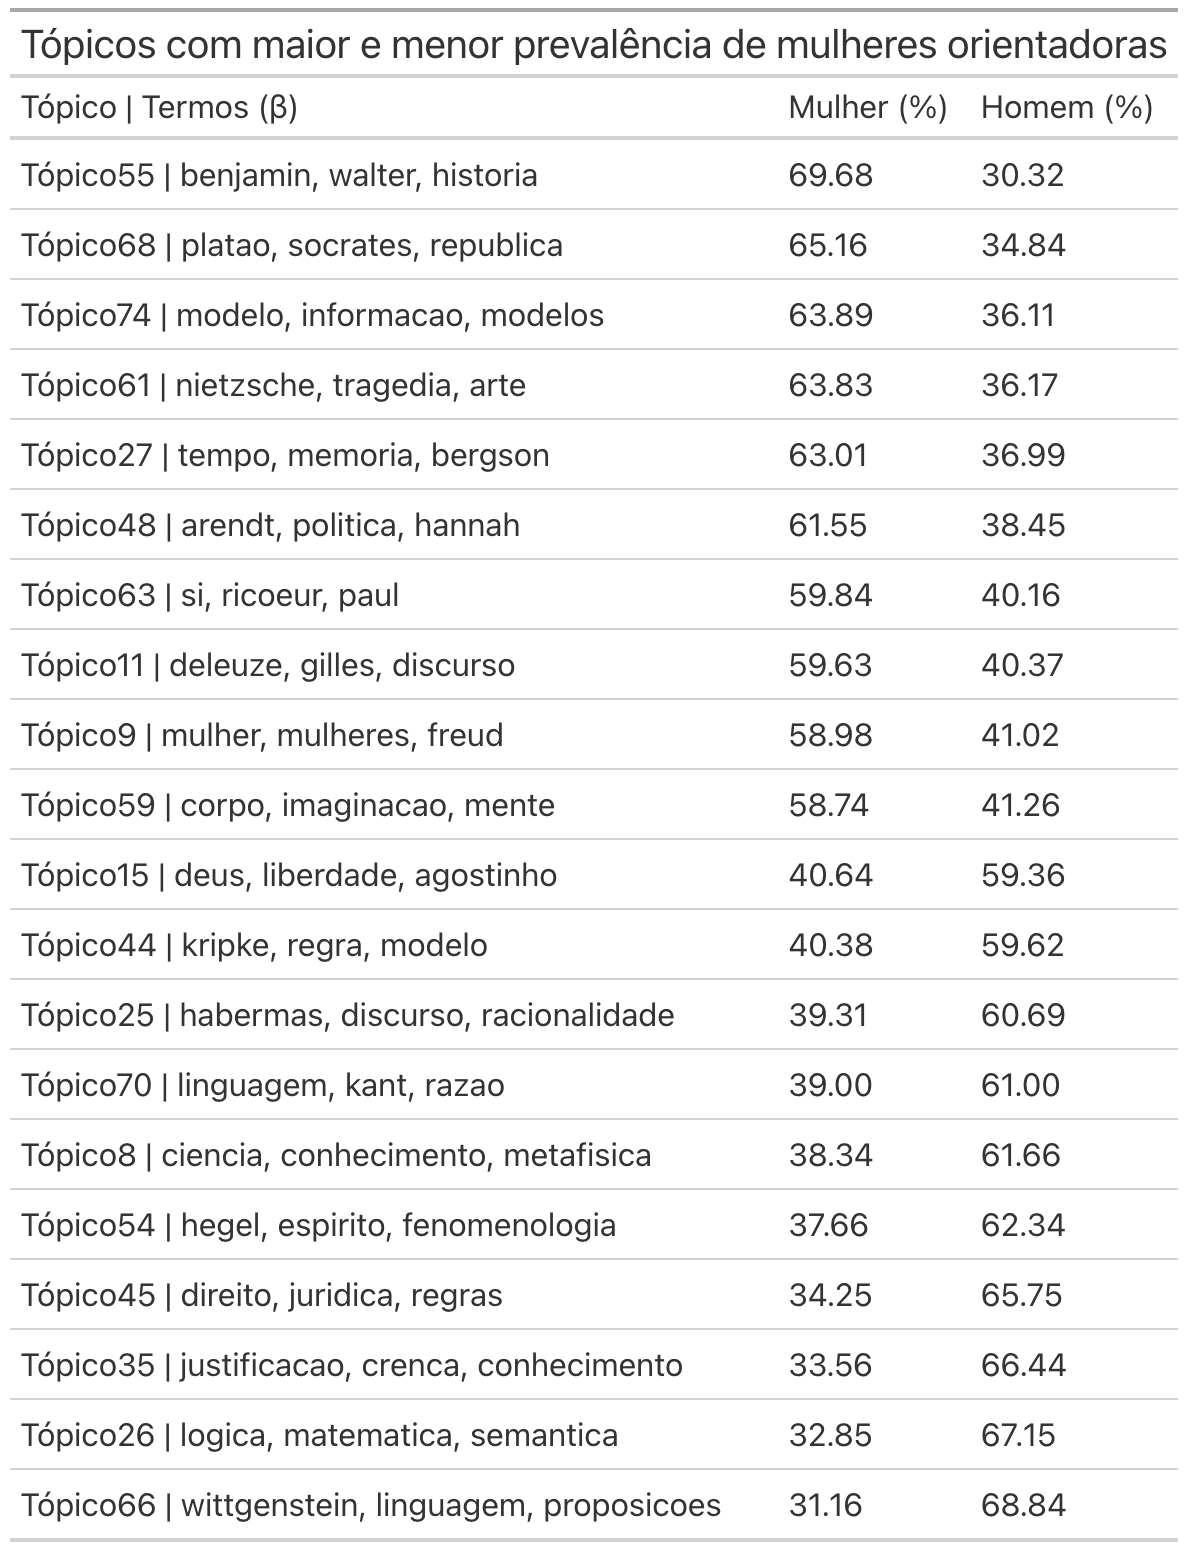 Tópicos com maior e menor prevalência de mulheres orientadoras
Tópico | Termos (β) Mulher (%) Homem (%)
Tópico55 | benjamin, walter, historia 69.68 30.32
Tópico68 | platao, socrates, republica 65.16 34.84
Tópico74 | modelo, informacao, modelos 63.89 36.11
Tópico61 | nietzsche, tragedia, arte 63.83 36.17
Tópico27 | tempo, memoria, bergson 63.01 36.99
Tópico48 | arendt, politica, hannah 61.55 38.45
Tópico63 | si, ricoeur, paul 59.84 40.16
Tópico11 | deleuze, gilles, discurso 59.63 40.37
Tópico9 | mulher, mulheres, freud 58.98 41.02
Tópico59 | corpo, imaginacao, mente 58.74 41.26
Tópico15 | deus, liberdade, agostinho 40.64 59.36
Tópico44 | kripke, regra, modelo 40.38 59.62
Tópico25 | habermas, discurso, racionalidade 39.31 60.69
Tópico70 | linguagem, kant, razao 39.00 61.00
Tópico8 | ciencia, conhecimento, metafisica 38.34 61.66
Tópico54 | hegel, espirito, fenomenologia 37.66 62.34
Tópico45 | direito, juridica, regras 34.25 65.75
Tópico35 | justificacao, crenca, conhecimento 33.56 66.44
Tópico26 | logica, matematica, semantica 32.85 67.15
Tópico66 | wittgenstein, linguagem, proposicoes 31.16 68.84